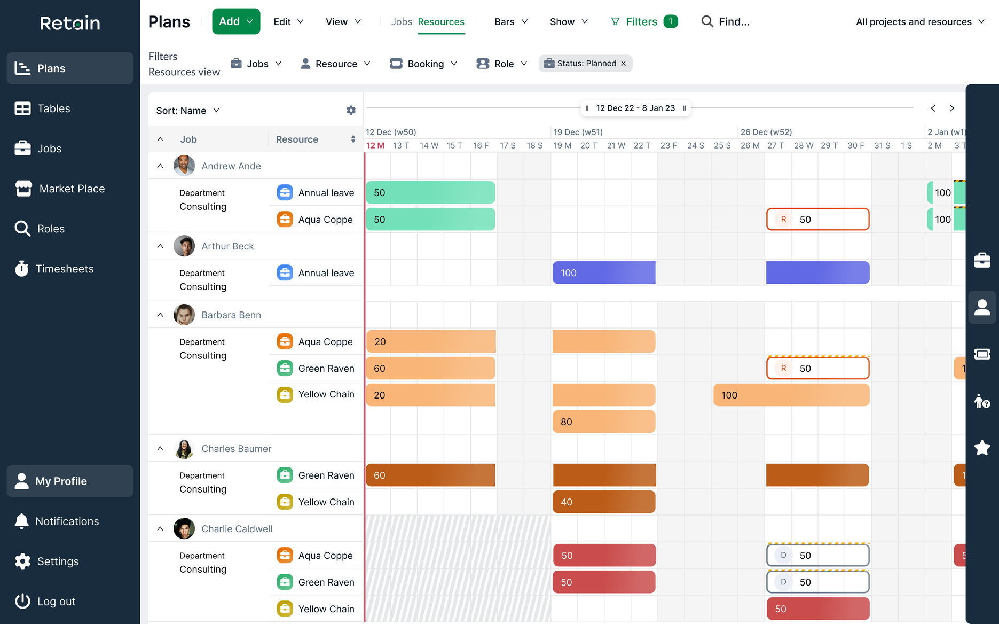 Retain
Plans
Tables
Jobs
Market Place
Roles
Timesheets
My Profile
Notifications
Settings
Log out
Plans
Add
Edit
View
Jobs
Resources
Bars
Show
Filters 1
Find...
All projects and resources
Filters
Resources view
Jobs
Resource
Booking
Role
Status: Planned
Sort: Name
12 Dec 22 - 8 Jan 23
12 Dec (w50) 19 Dec (w51) 26 Dec (w52) 2 Jan (w1)
Job Resource
12 M 13 T 14 W 15 T 16 F 17 S 18 S 19 M 20 T 21 W 22 T 23 F 24 S 25 S 26 M 27 T 28 W 29 T 30 F 31 S 1 S 2 M 3 T
Andrew Ande
Department
Consulting
Annual leave 50 100
Aqua Coppe 50 R 50 100
Arthur Beck
Department
Consulting
Annual leave 100
Barbara Benn
Department
Consulting
Aqua Coppe 20
Green Raven 60 R 50 1
Yellow Chain 20 100
80
Charles Baumer
Department
Consulting
Green Raven 60 1
Yellow Chain 40
Charlie Caldwell
Department
Consulting
Aqua Coppe 50 D 50 5
Green Raven 50 D 50
Yellow Chain 50